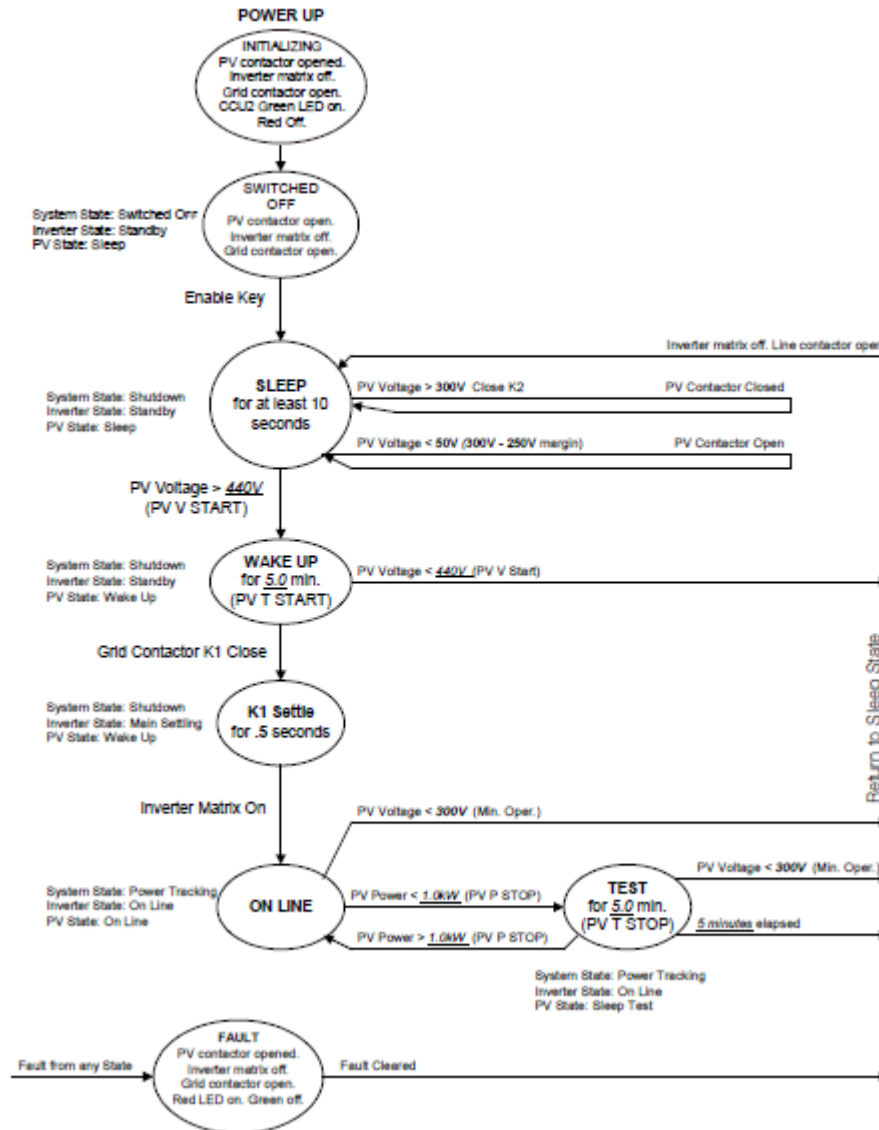 POWER UP
INITIALIZING
PV contactor opened.
Inverter matrix off.
Grid contactor open.
CCU2 Green LED on.
Red Off.
SWITCHED
OFF
PV contactor open.
Inverter matrix off.
Grid contactor open.
System State: Switched Off
Inverter State: Standby
PV State: Sleep
Enable Key
Inverter matrix off. Line contactor open
SLEEP
for at least 10
seconds
System State: Shutdown
Inverter State: Standby
PV State: Sleep
PV Voltage > 300V Close K2
PV Contactor Closed
PV Voltage < 50V (300V - 250V margin)
PV Contactor Open
PV Voltage > 440V
(PV V START)
WAKE UP
for 5.0 min.
(PV T START)
System State: Shutdown
Inverter State: Standby
PV State: Wake Up
PV Voltage < 440V (PV V Start)
Grid Contactor K1 Close
K1 Settle
for .5 seconds
System State: Shutdown
Inverter State: Main Settling
PV State: Wake Up
Return to Sleep State
Inverter Matrix On
PV Voltage < 300V (Min. Oper.)
ON LINE
System State: Power Tracking
Inverter State: On Line
PV State: On Line
PV Power < 1.0kW (PV P STOP)
PV Power > 1.0kW (PV P STOP)
TEST
for 5.0 min.
(PV T STOP)
PV Voltage < 300V (Min. Oper.)
5 minutes elapsed
System State: Power Tracking
Inverter State: On Line
PV State: Sleep Test
Fault from any State
FAULT
PV contactor opened.
Inverter matrix off.
Grid contactor open.
Red LED on. Green off.
Fault Cleared